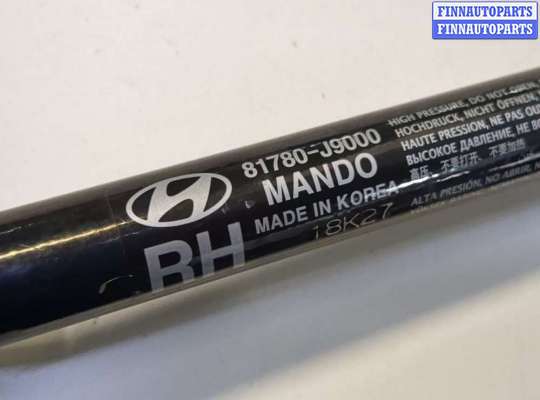 FINNAUTOPARTS
FINNAUTOPARTS
81780-J9000
MANDO
MADE IN KOREA
RH
18K27
HIGH PRESSURE, DO NOT OPEN,
HOCHDRUCK, NICHT ÖFFNEN,
HAUTE PRESSION, NE PAS OU
ВЫСОКОЕ ДАВЛЕНИЕ, НЕ В
高压、不要打开、不要加热
ALTA PRESIÓN, NO ABRIR, N